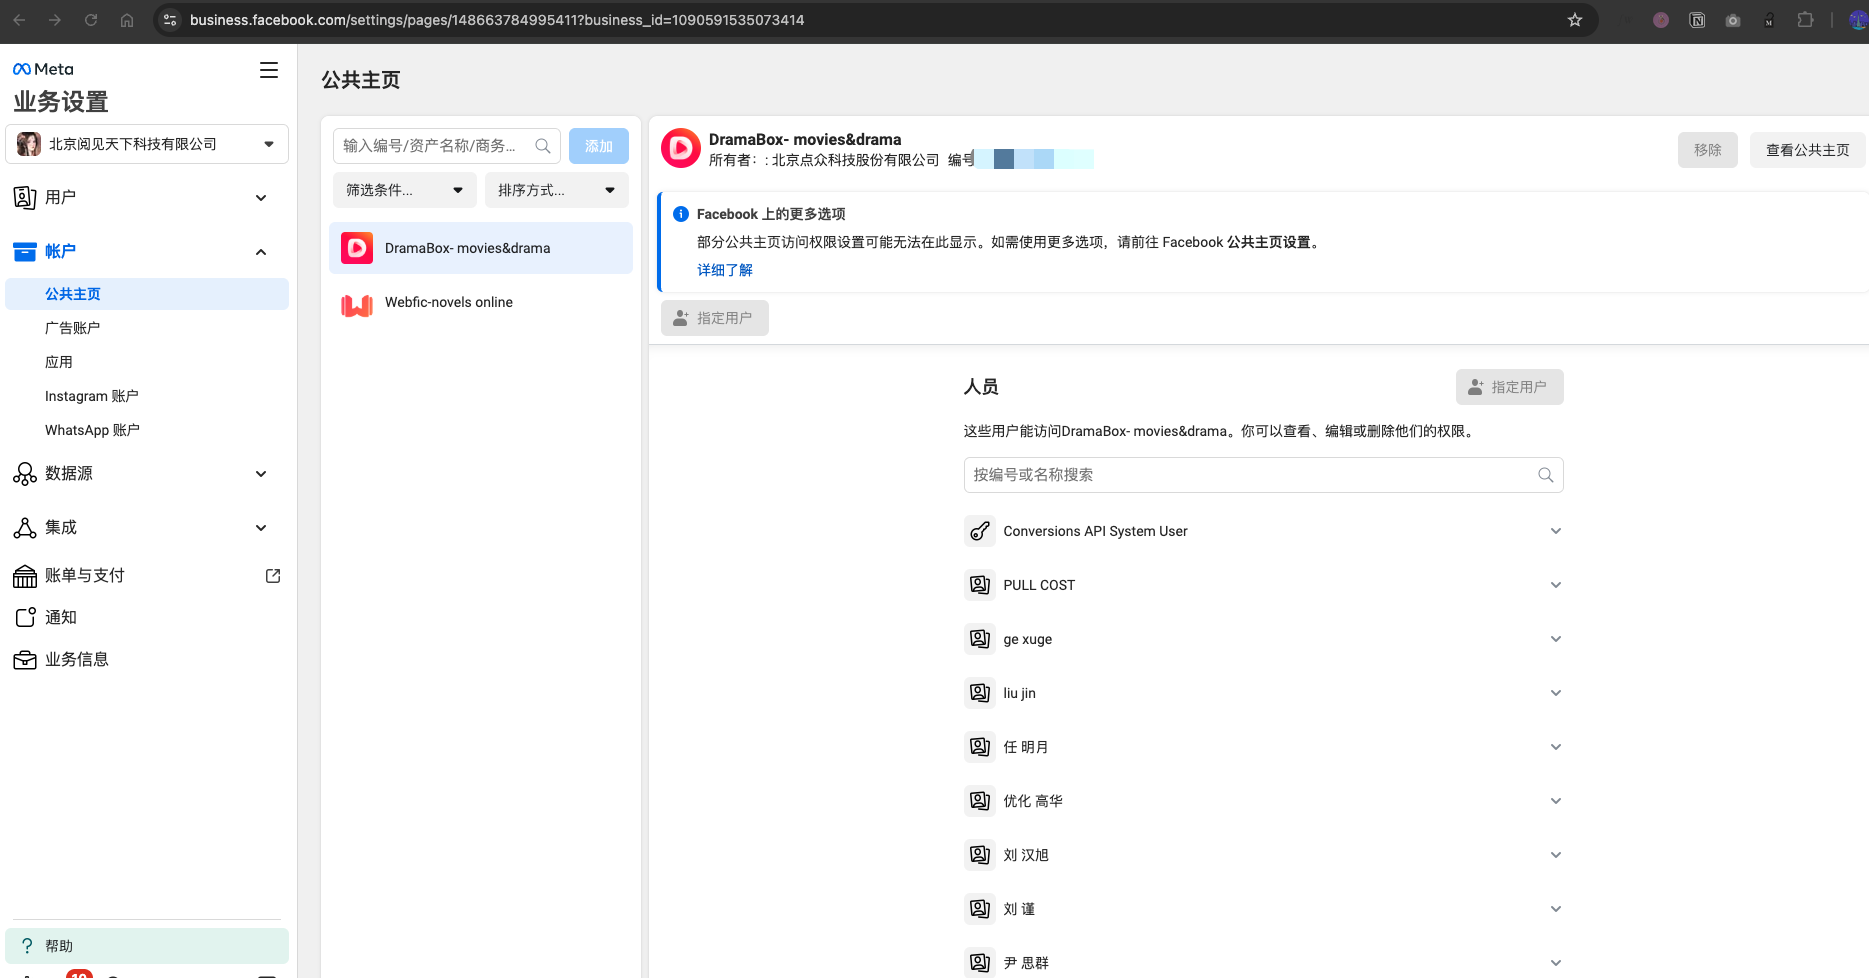 business.facebook.com/settings/pages/148663784995411?business_id=1090591535073414
Meta
业务设置
北京阅见天下科技有限公司
用户
帐户
公共主页
广告账户
应用
Instagram 账户
WhatsApp 账户
数据源
集成
账单与支付
通知
业务信息
帮助
公共主页
输入编号/资产名称/商务...
添加
筛选条件...
排序方式...
DramaBox- movies&drama
Webfic-novels online
DramaBox- movies&drama
所有者：: 北京点众科技股份有限公司 编号
移除
查看公共主页
Facebook 上的更多选项
部分公共主页访问权限设置可能无法在此显示。如需使用更多选项，请前往 Facebook 公共主页设置。
详细了解
指定用户
人员
指定用户
这些用户能访问DramaBox- movies&drama。你可以查看、编辑或删除他们的权限。
按编号或名称搜索
Conversions API System User
PULL COST
ge xuge
liu jin
任 明月
优化 高华
刘 汉旭
刘 谨
尹 思群